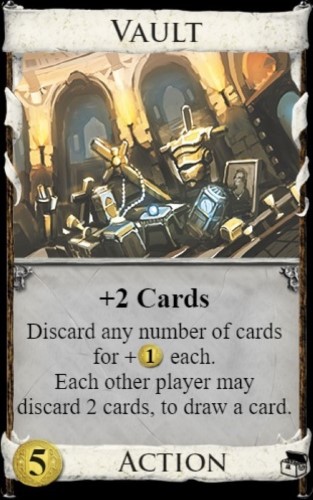 VAULT
+2 Cards
Discard any number of cards
for +1 each.
Each other player may
discard 2 cards, to draw a card.
5 ACTION